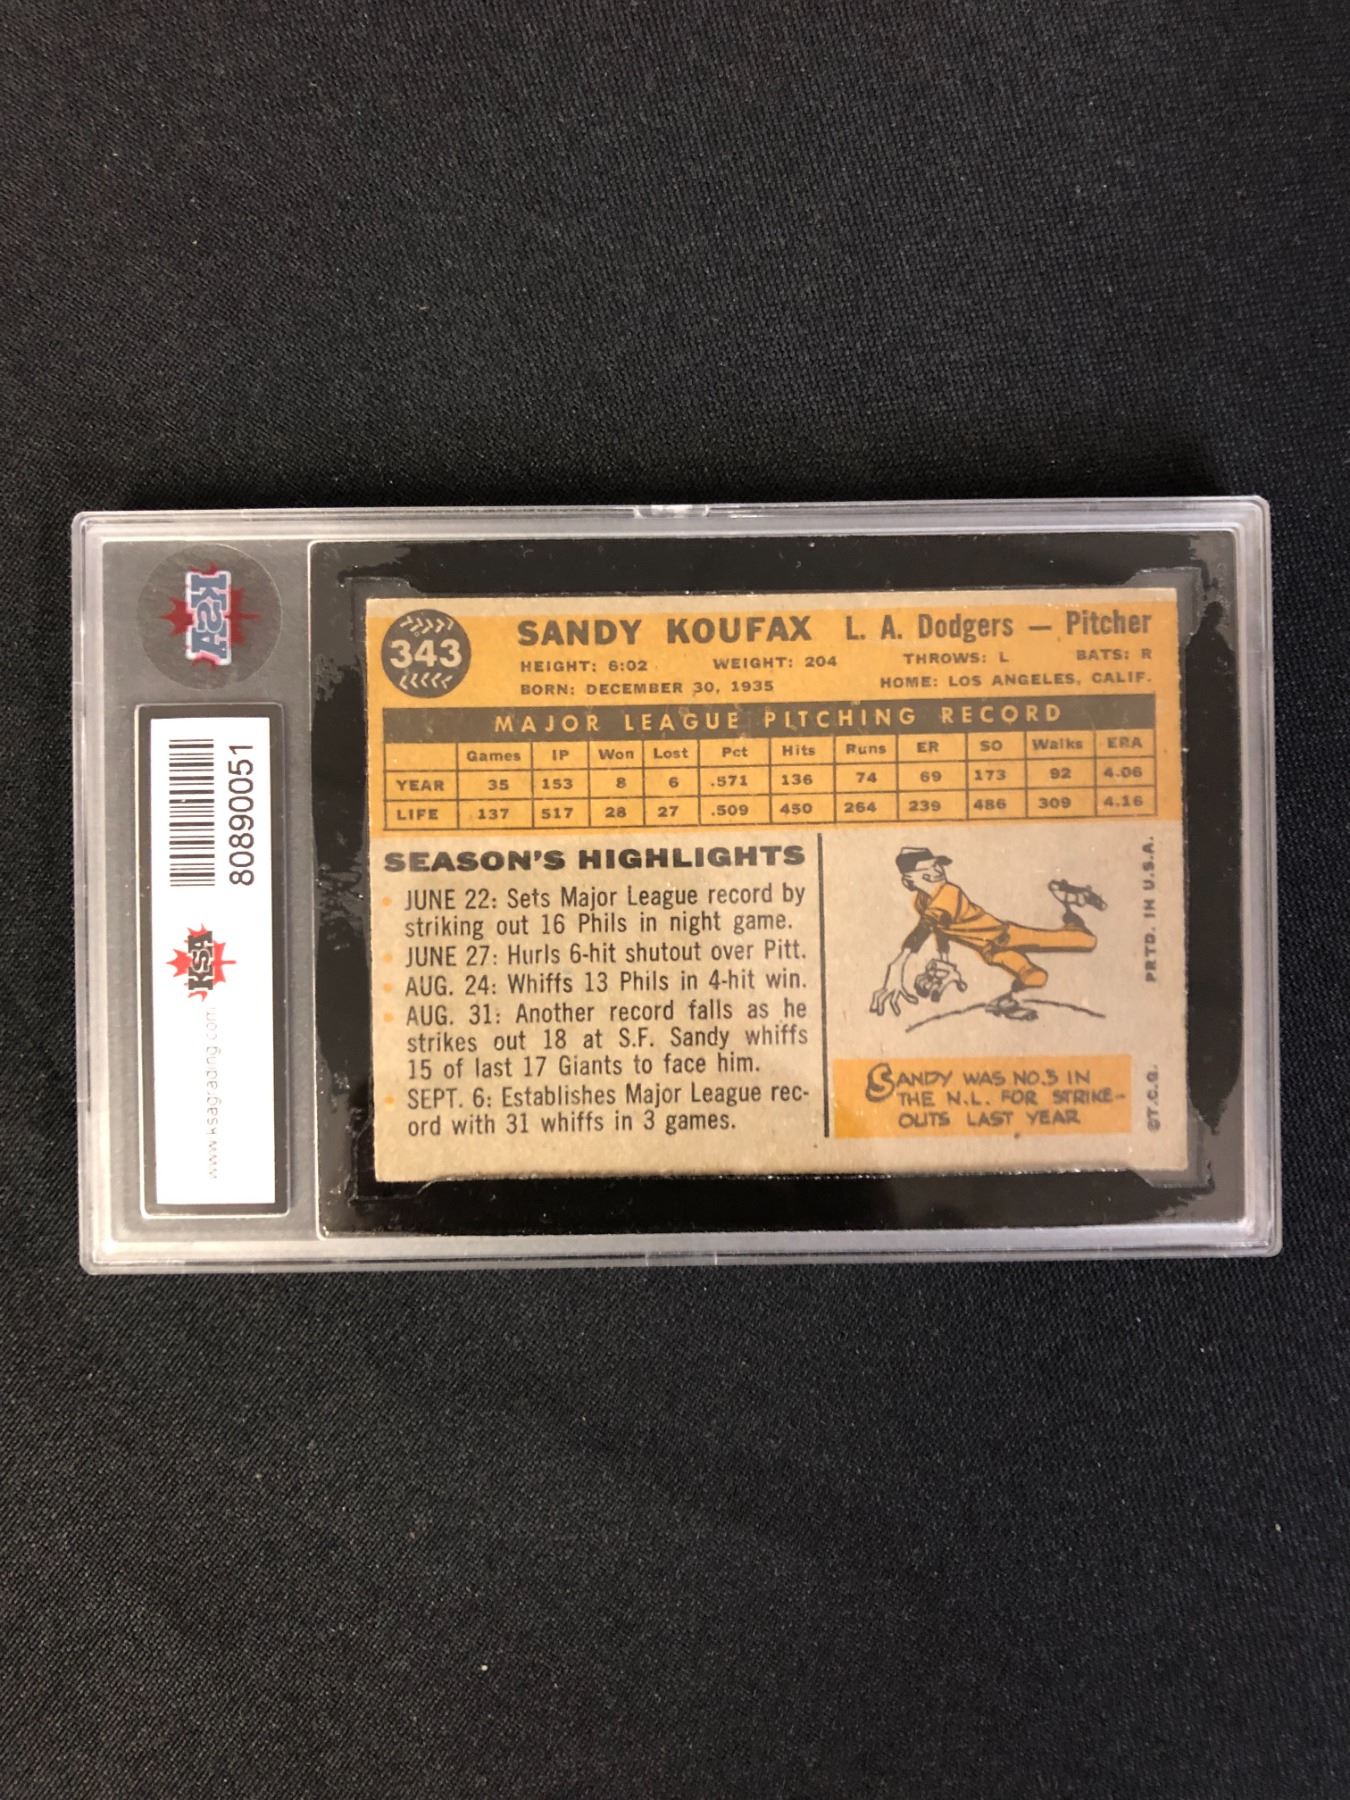 343
SANDY KOUFAX L. A. Dodgers — Pitcher
HEIGHT: 6:02 WEIGHT: 204 THROWS: L BATS: R
BORN: DECEMBER 30, 1935 HOME: LOS ANGELES, CALIF.
MAJOR LEAGUE PITCHING RECORD
Games IP Won Lost Pct Hits Runs ER SO Walks ERA
YEAR 35 153 8 6 .571 136 74 69 173 92 4.06
LIFE 137 517 28 27 .509 450 264 239 486 309 4.16
SEASON'S HIGHLIGHTS
JUNE 22: Sets Major League record by
striking out 16 Phils in night game.
JUNE 27: Hurls 6-hit shutout over Pitt.
AUG. 24: Whiffs 13 Phils in 4-hit win.
AUG. 31: Another record falls as he
strikes out 18 at S.F. Sandy whiffs
15 of last 17 Giants to face him.
SEPT. 6: Establishes Major League rec-
ord with 31 whiffs in 3 games.
SANDY WAS NO.3 IN
THE N.L. FOR STRIKE-
OUTS LAST YEAR
©T.C.G. PRTD. IN U.S.A.
KSA
80890051
KSA
www.ksagrading.com